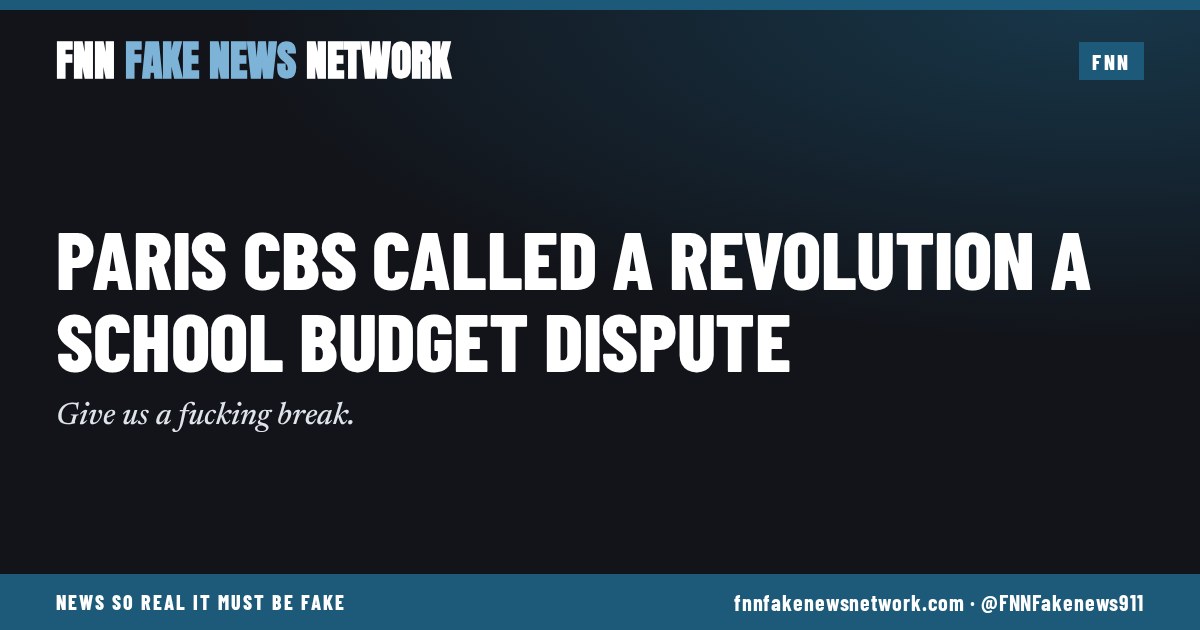 FNN FAKE NEWS NETWORK
FNN
PARIS CBS CALLED A REVOLUTION A
SCHOOL BUDGET DISPUTE
Give us a fucking break.
NEWS SO REAL IT MUST BE FAKE
fnnfakenewsnetwork.com · @FNNFakenews911